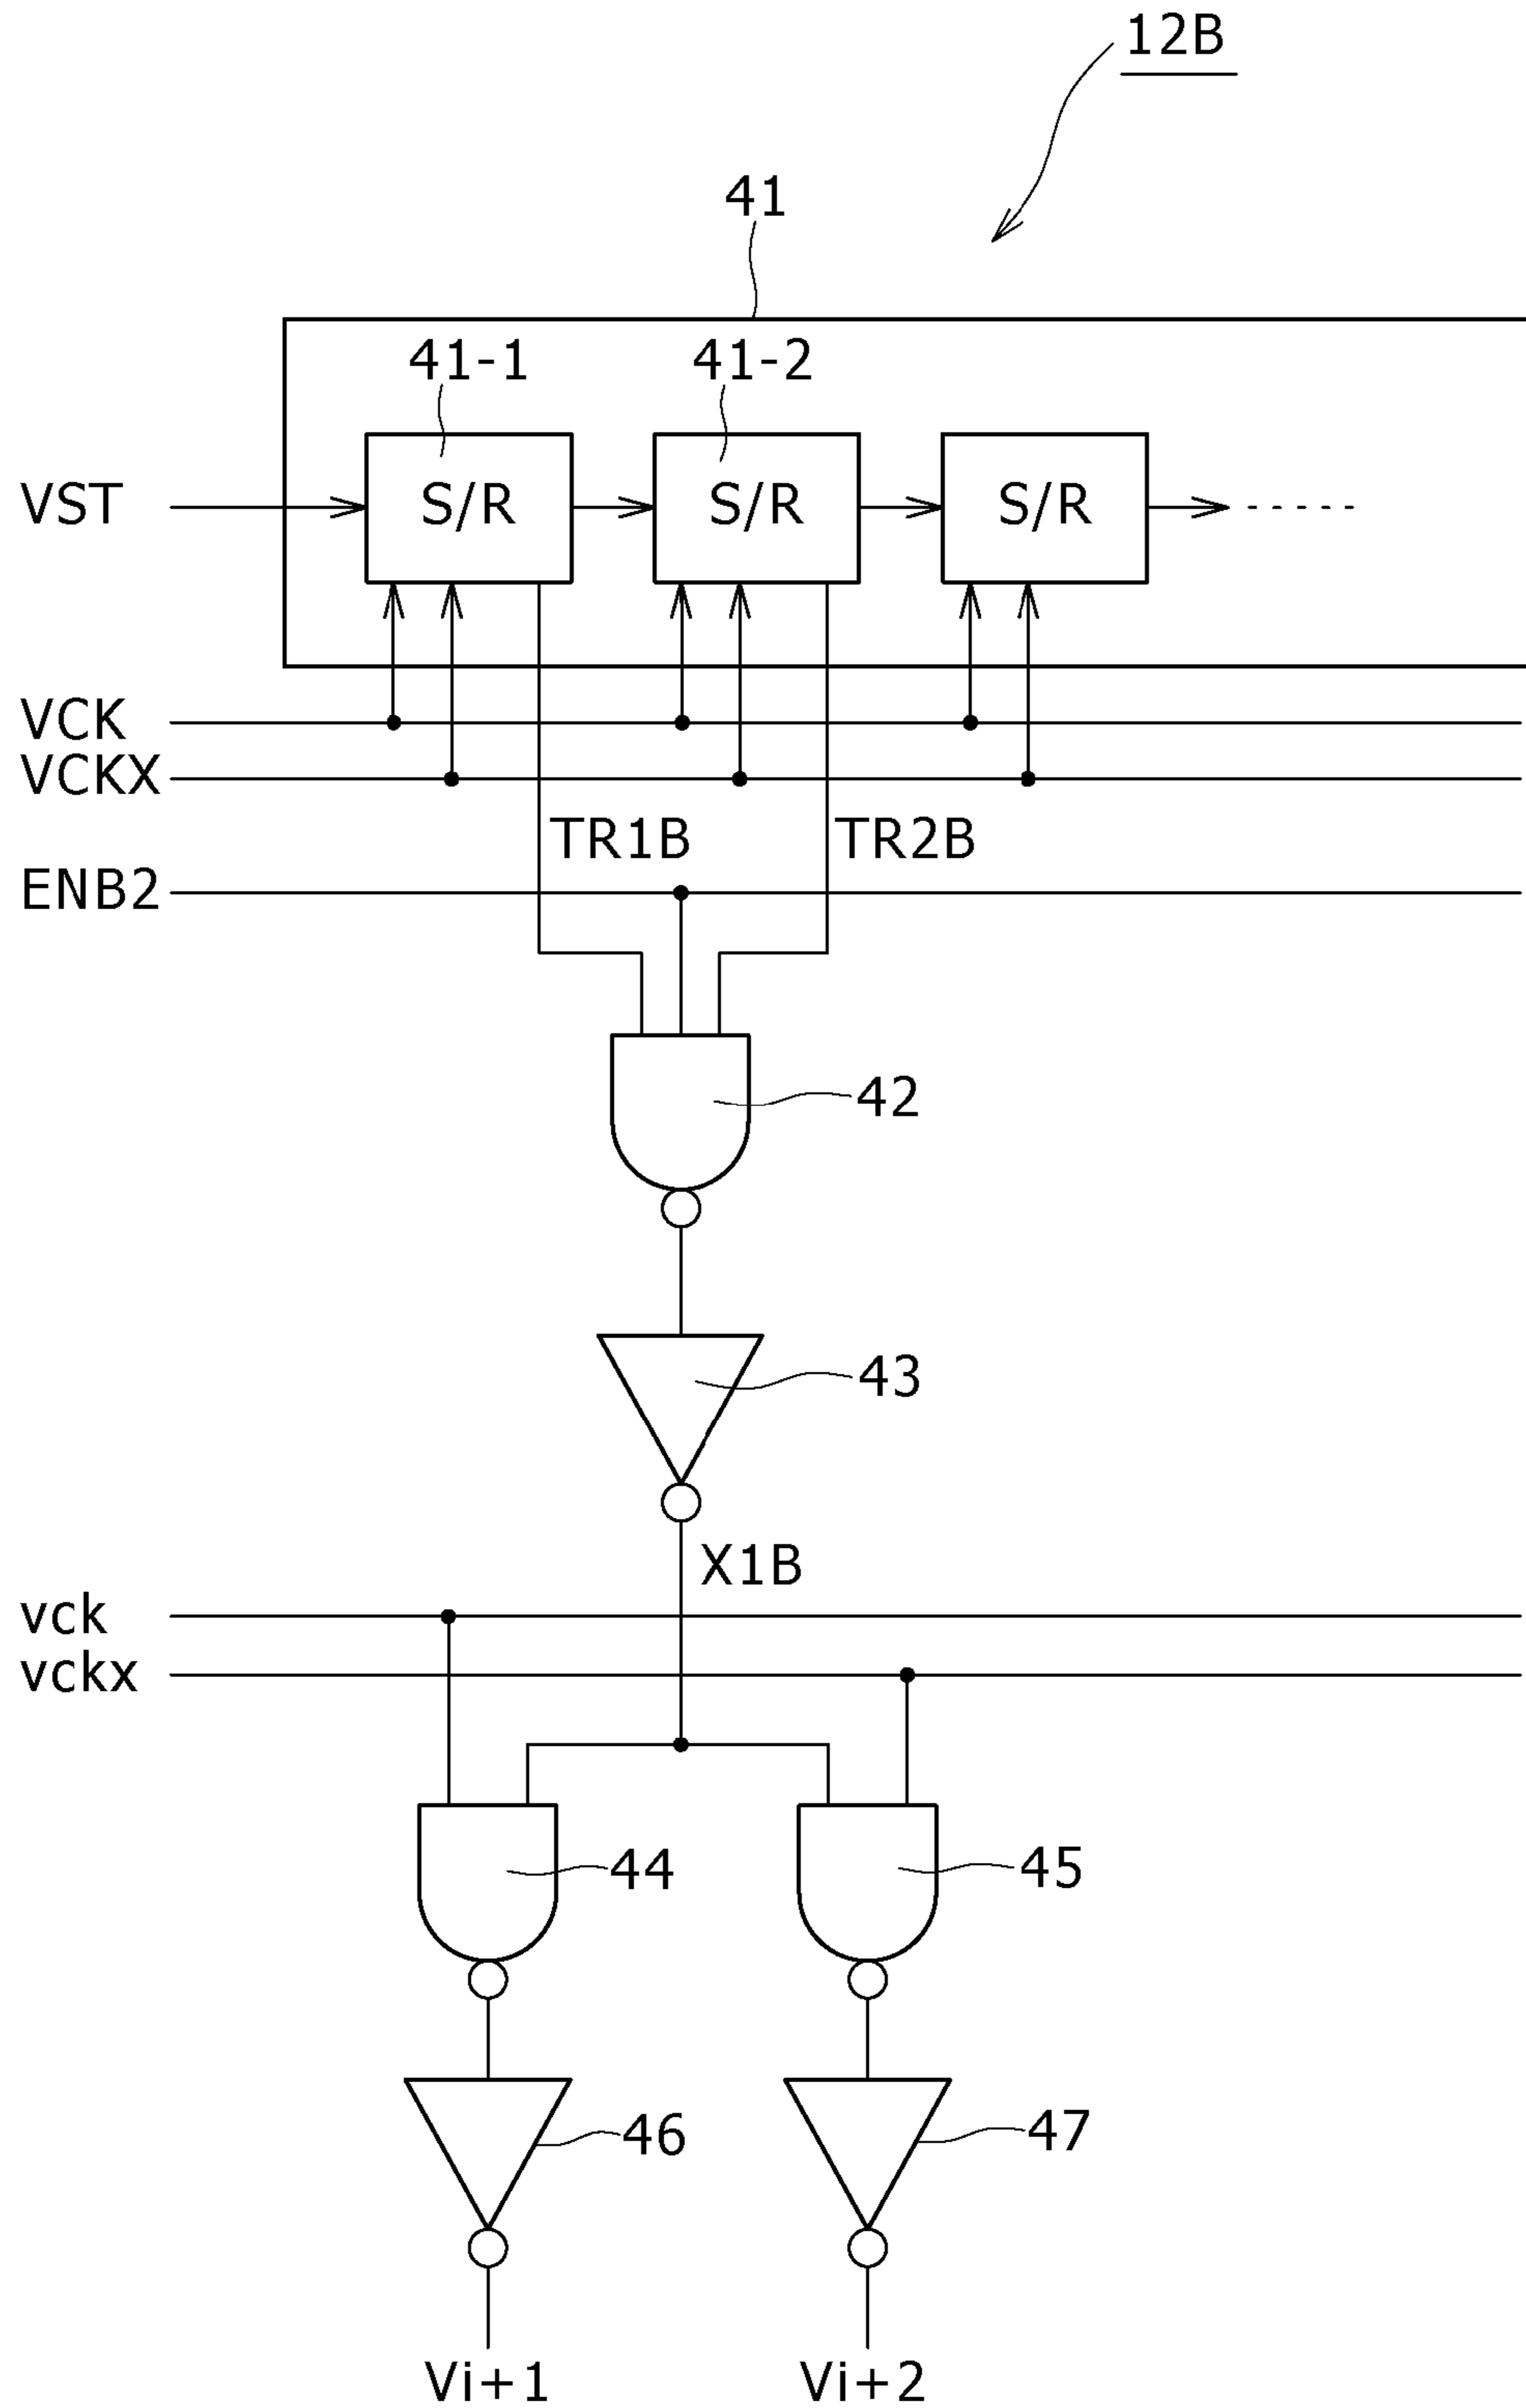 12B
41
41-1
41-2
VST
S/R
S/R
S/R
VCK
VCKX
TR1B
TR2B
ENB2
42
43
X1B
vck
vckx
44
45
46
47
Vi+1
Vi+2